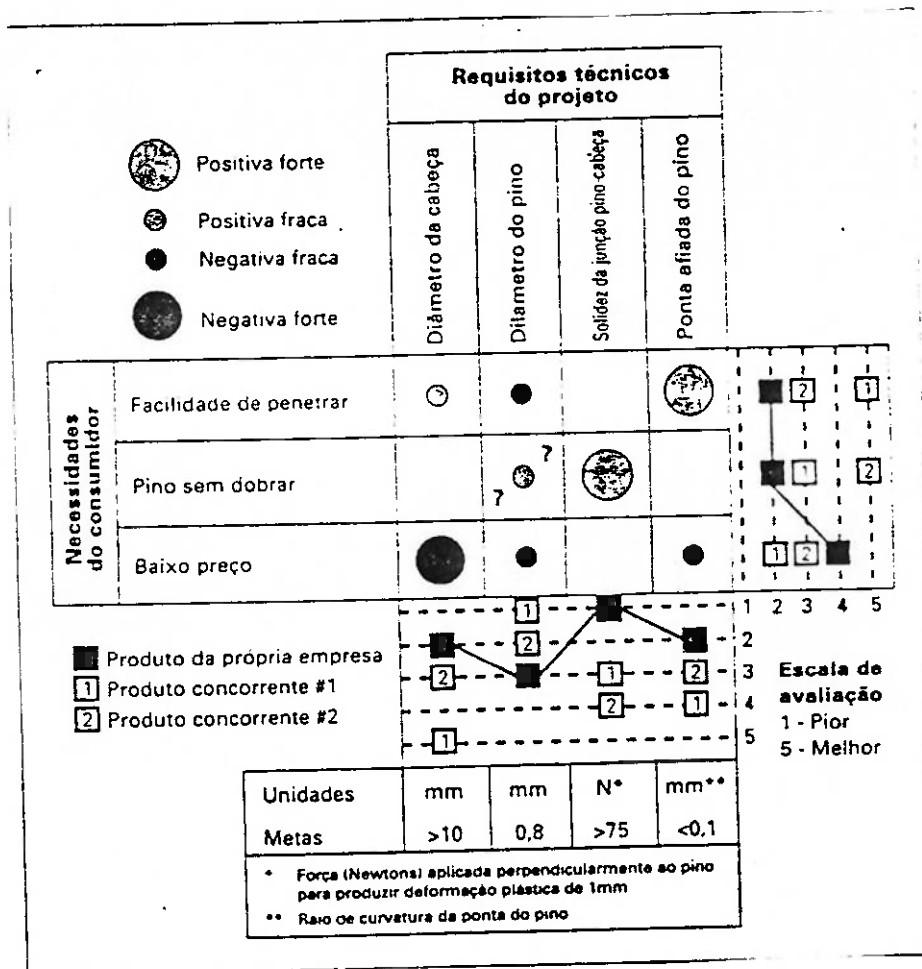 Requisitos técnicos
do projeto
Positiva forte
Positiva fraca
Negativa fraca
Negativa forte
Diâmetro da cabeça
Dilametro do pino
Solidez da junção pino-cabeça
Ponta afiada do pino
Necessidades
do consumidor
Facilidade de penetrar
2
1
Pino sem dobrar
?
?
1
2
Baixo preço
1
2
1 2 3 4 5
1
1
2
2
Produto da própria empresa
1 Produto concorrente #1
2 Produto concorrente #2
2
1
2
3
2
1
4
1
5
Escala de
avaliação
1 - Pior
5 - Melhor
Unidades mm mm N* mm**
Metas >10 0,8 >75 <0,1
* Força (Newtons) aplicada perpendicularmente ao pino
para produzir deformação plástica de 1mm
** Raio de curvatura da ponta do pino